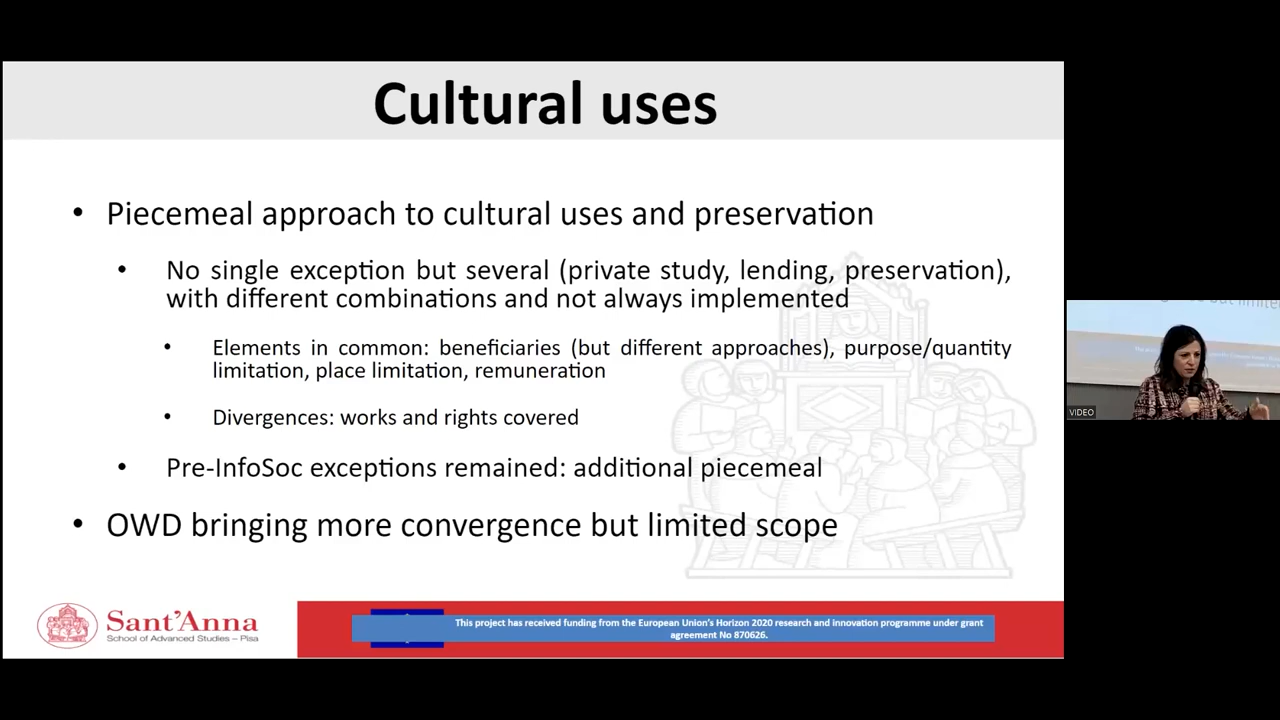 Cultural uses
• Piecemeal approach to cultural uses and preservation
• No single exception but several (private study, lending, preservation),
with different combinations and not always implemented
• Elements in common: beneficiaries (but different approaches), purpose/quantity
limitation, place limitation, remuneration
• Divergences: works and rights covered
• Pre-InfoSoc exceptions remained: additional piecemeal
• OWD bringing more convergence but limited scope
Sant'Anna
School of Advanced Studies – Pisa
This project has received funding from the European Union's Horizon 2020 research and innovation programme under grant
agreement No 870626.
VIDEO